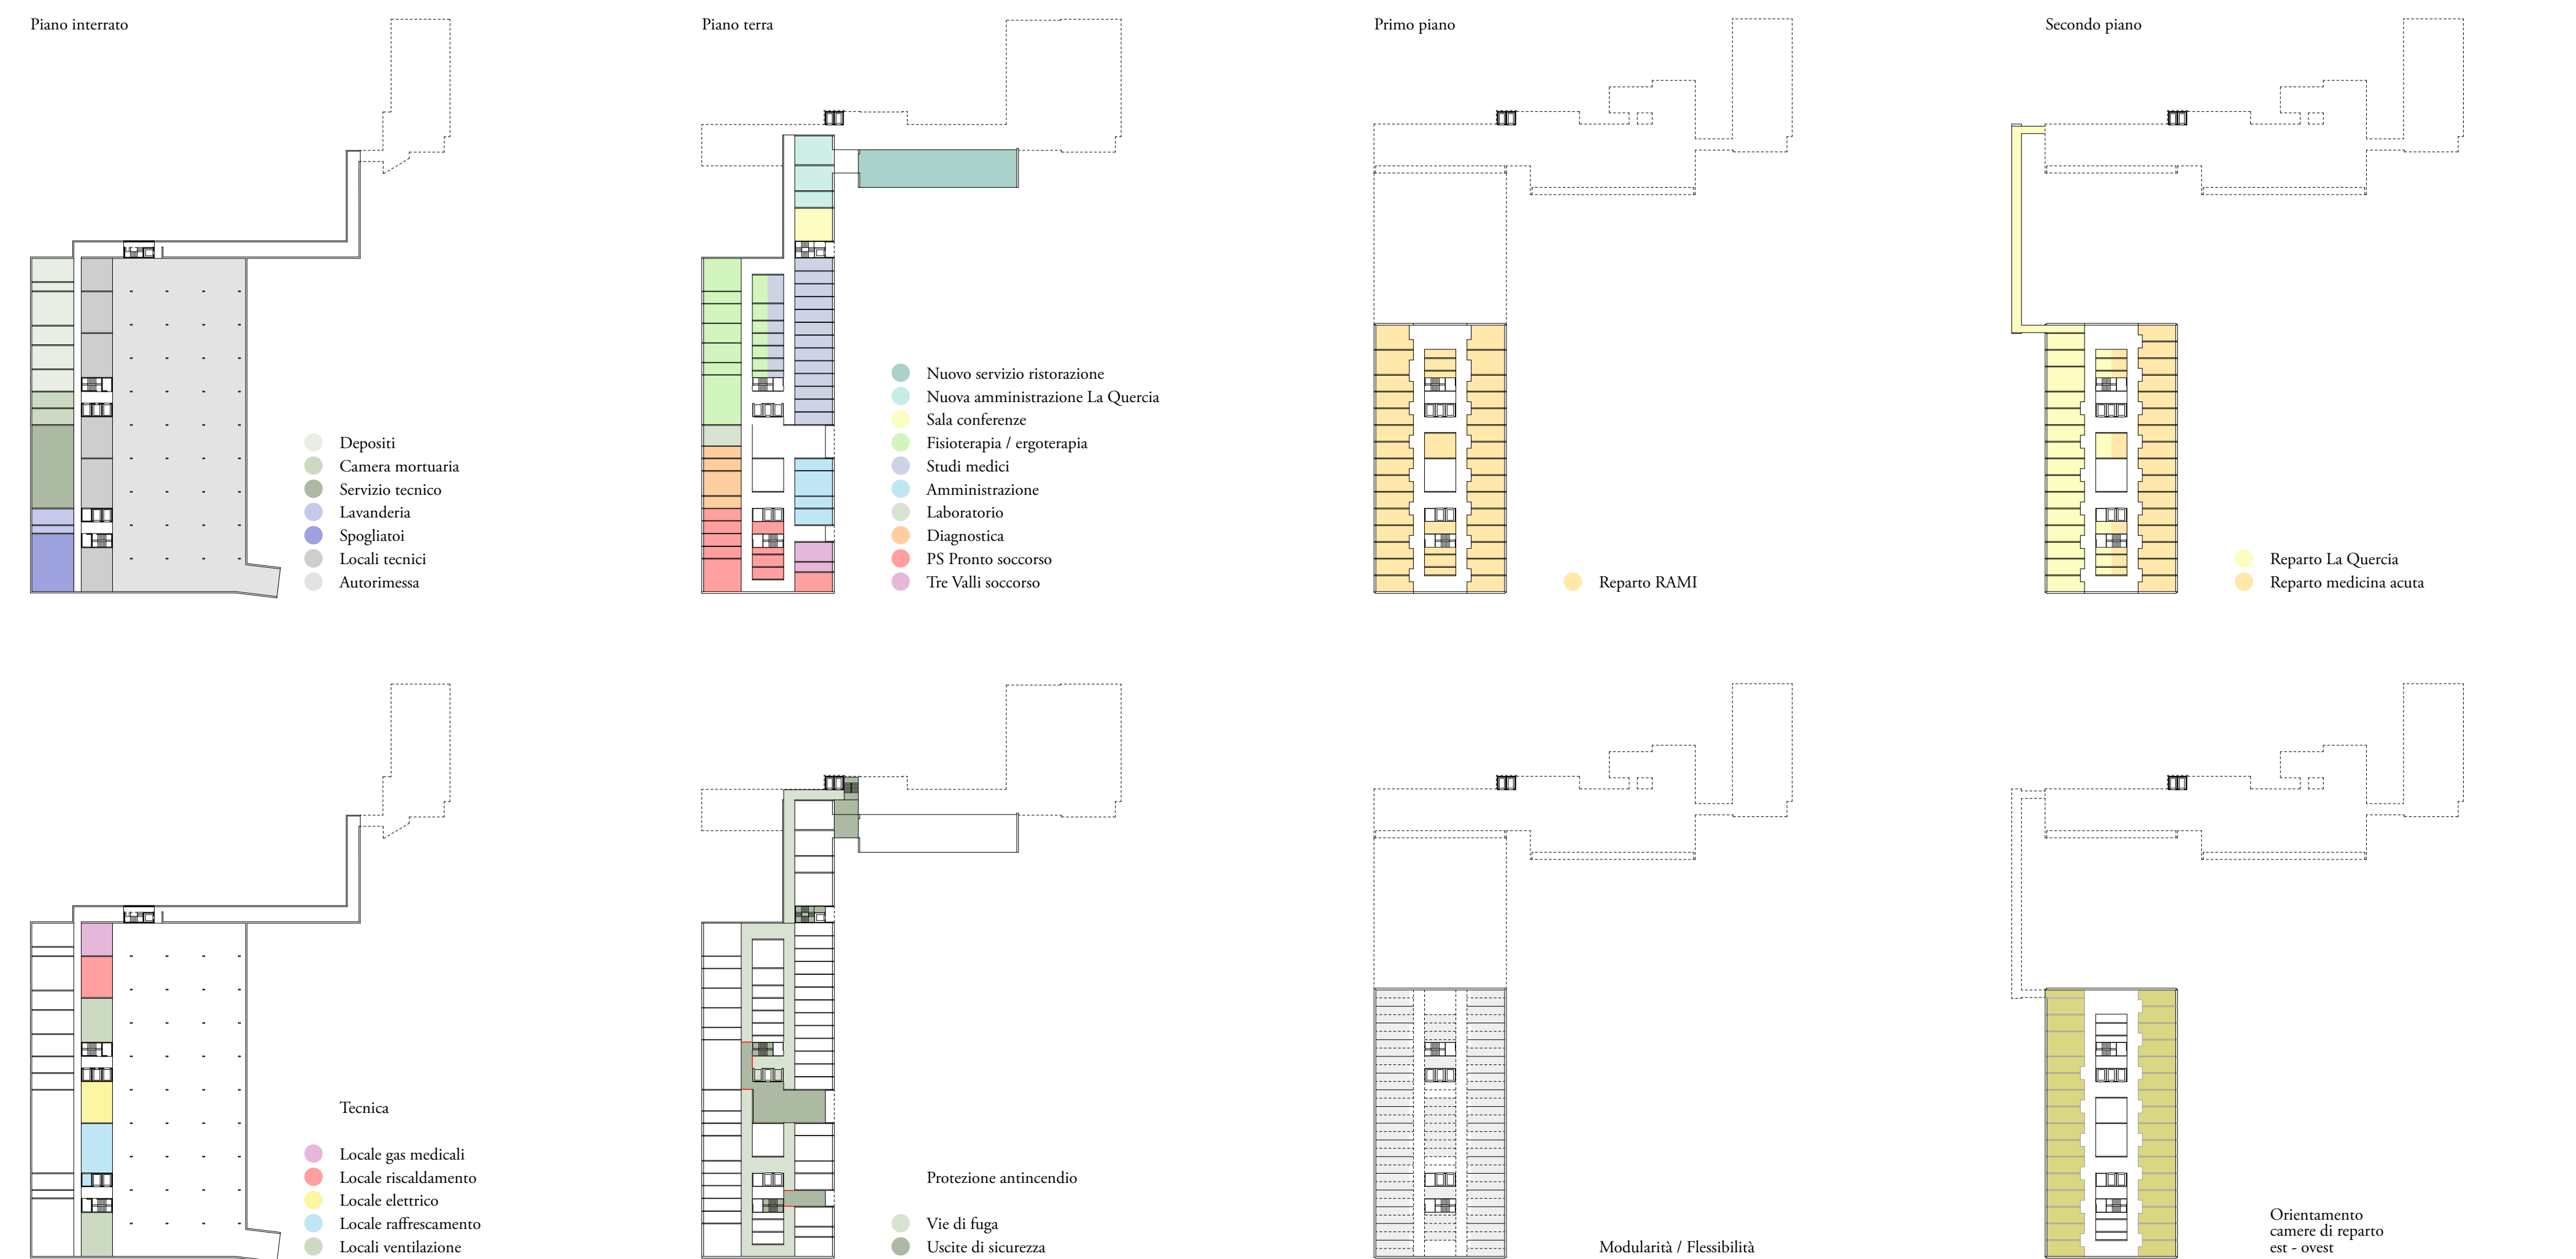 Piano interrato
Piano terra
Primo piano
Secondo piano
Depositi
Camera mortuaria
Servizio tecnico
Lavanderia
Spogliatoi
Locali tecnici
Autorimessa
Nuovo servizio ristorazione
Nuova amministrazione La Quercia
Sala conferenze
Fisioterapia / ergoterapia
Studi medici
Amministrazione
Laboratorio
Diagnostica
PS Pronto soccorso
Tre Valli soccorso
Reparto RAMI
Reparto La Quercia
Reparto medicina acuta
Tecnica
Locale gas medicali
Locale riscaldamento
Locale elettrico
Locale raffrescamento
Locali ventilazione
Protezione antincendio
Vie di fuga
Uscite di sicurezza
Modularità / Flessibilità
Orientamento
camere di reparto
est - ovest